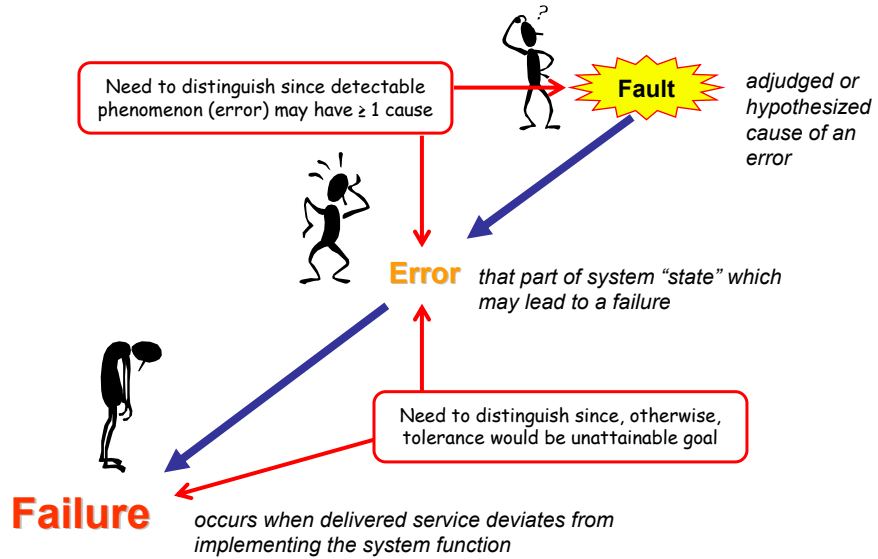 ?
Need to distinguish since detectable
phenomenon (error) may have ≥ 1 cause
Fault
adjudged or
hypothesized
cause of an
error
Error
that part of system “state” which
may lead to a failure
Need to distinguish since, otherwise,
tolerance would be unattainable goal
Failure
occurs when delivered service deviates from
implementing the system function